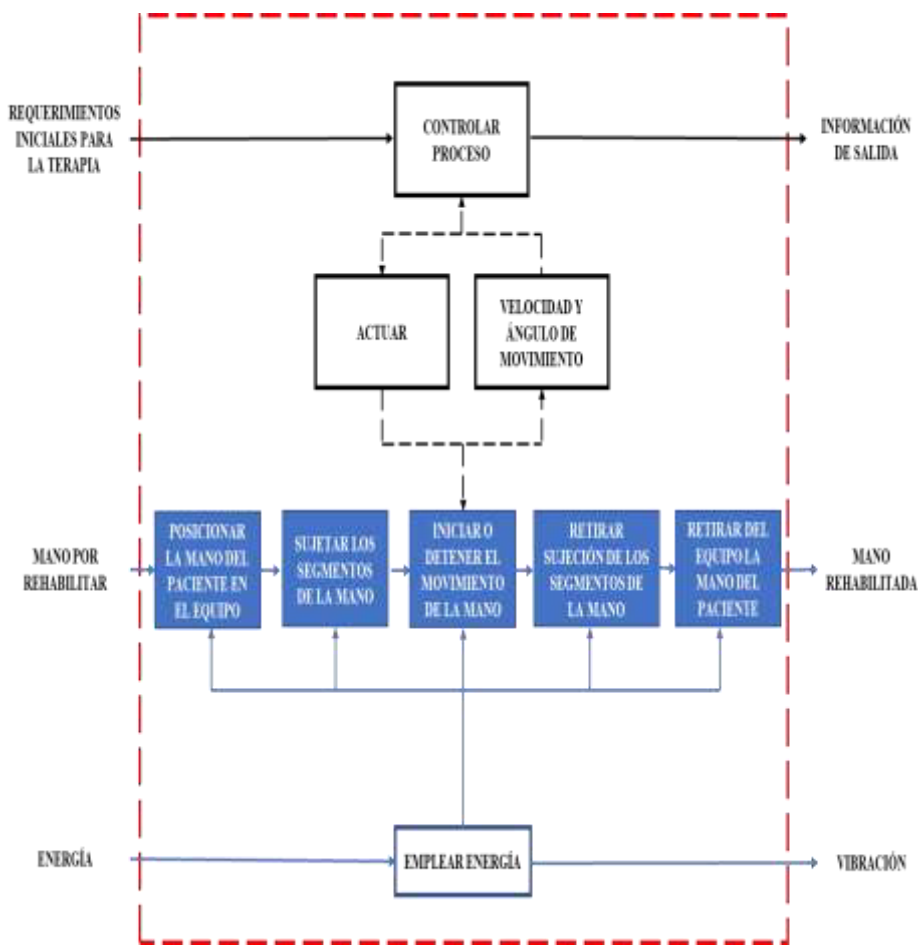 REQUERIMIENTOS
INICIALES PARA
LA TERAPIA
CONTROLAR
PROCESO
INFORMACIÓN
DE SALIDA
ACTUAR
VELOCIDAD Y
ÁNGULO DE
MOVIMIENTO
MANO POR
REHABILITAR
POSICIONAR
LA MANO DEL
PACIENTE EN
EL EQUIPO
SUJETAR LOS
SEGMENTOS
DE LA MANO
INICIAR O
DETENER EL
MOVIMIENTO
DE LA MANO
RETIRAR
SUJECIÓN DE LOS
SEGMENTOS DE
LA MANO
RETIRAR DEL
EQUIPO LA
MANO DEL
PACIENTE
MANO
REHABILITADA
ENERGÍA
EMPLEAR ENERGÍA
VIBRACIÓN